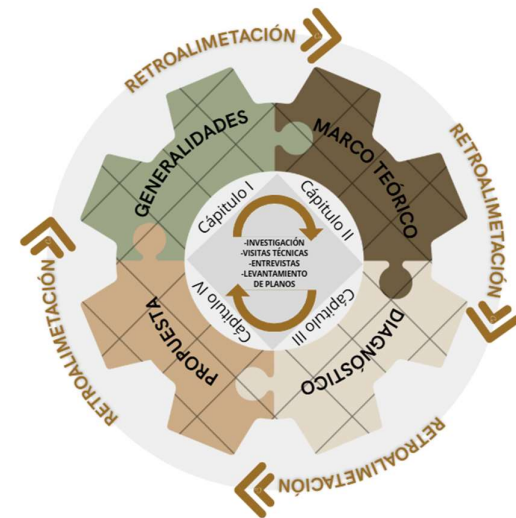 RETROALIMETACIÓN
RETROALIMETACIÓN
RETROALIMETACIÓN
RETROALIMETACIÓN
GENERALIDADES
MARCO TEÓRICO
DIAGNÓSTICO
PROPUESTA
Cápitulo I
Cápitulo II
Cápitulo III
Cápitulo IV
-INVESTIGACIÓN
-VISITAS TÉCNICAS
-ENTREVISTAS
-LEVANTAMIENTO
DE PLANOS